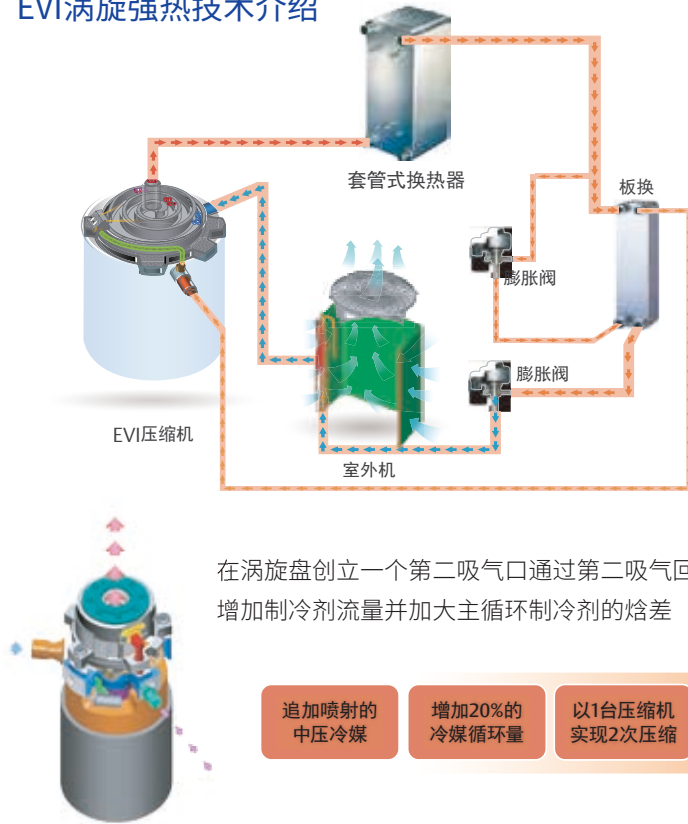 EVI涡旋强热技术介绍
套管式换热器
板换
膨胀阀
膨胀阀
EVI压缩机
室外机
在涡旋盘创立一个第二吸气口通过第二吸气回
增加制冷剂流量并加大主循环制冷剂的焓差
追加喷射的
中压冷媒
增加20%的
冷媒循环量
以1台压缩机
实现2次压缩